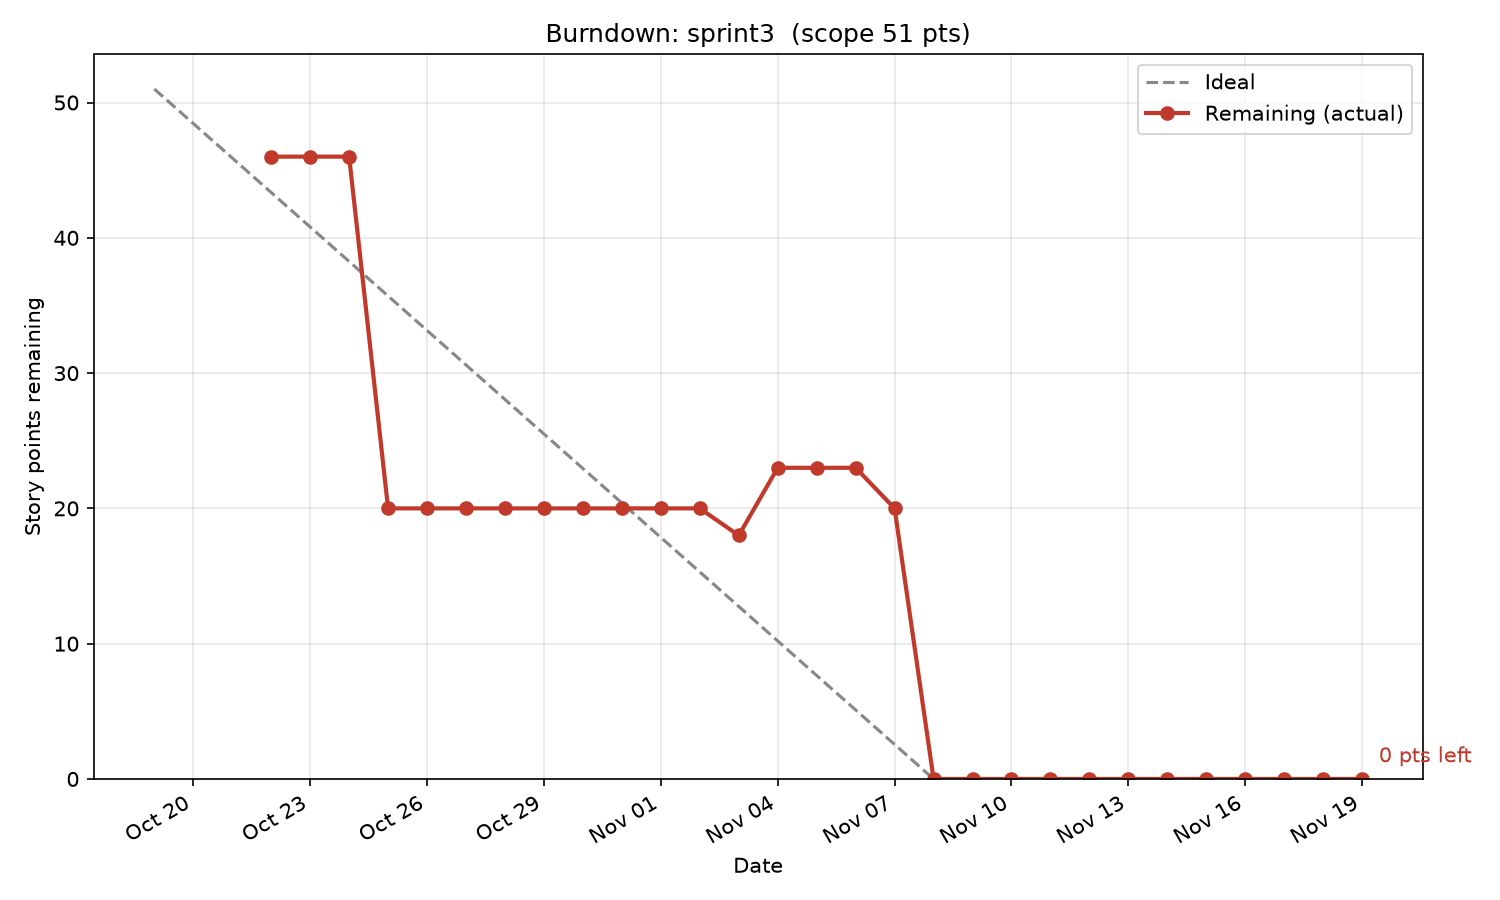 Burndown: sprint3  (scope 51 pts)
Ideal
Remaining (actual)
Story points remaining
50
40
30
20
10
0
0 pts left
Oct 20
Oct 23
Oct 26
Oct 29
Nov 01
Nov 04
Nov 07
Nov 10
Nov 13
Nov 16
Nov 19
Date